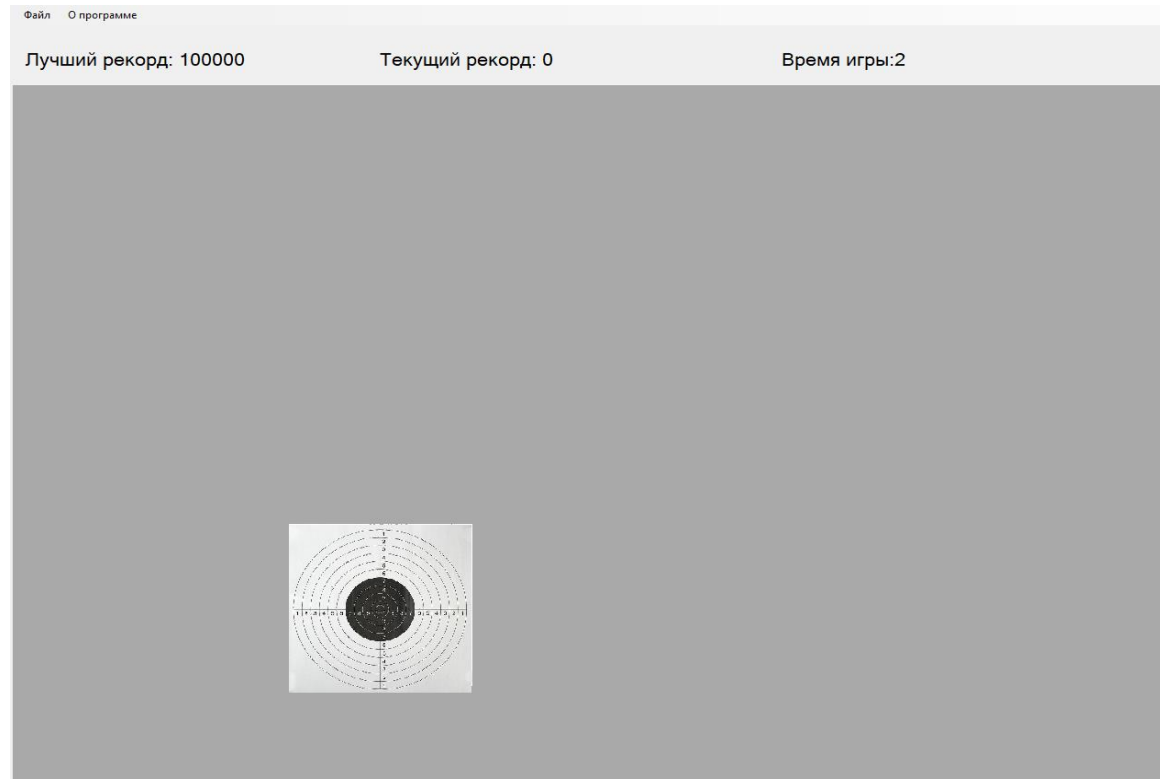 Файл О программе
Лучший рекорд: 100000 Текущий рекорд: 0 Время игры:2